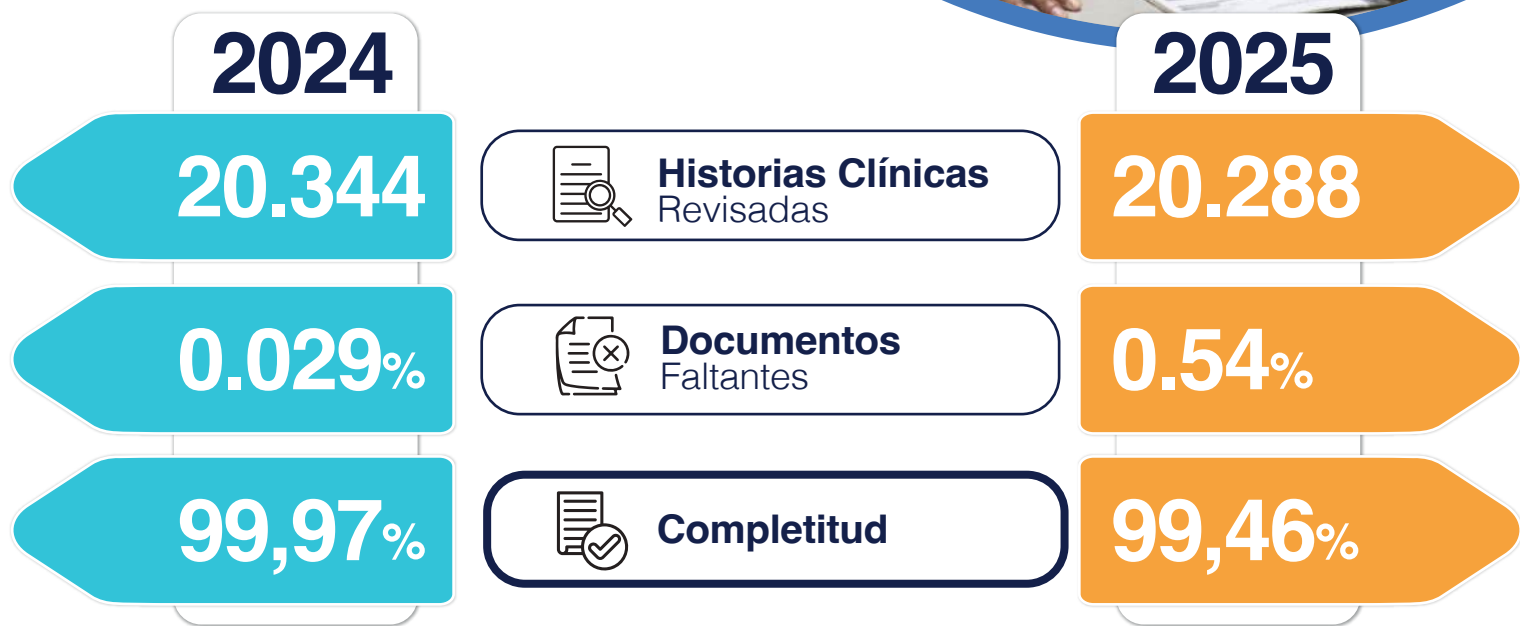 2024
2025
20.344
Historias Clínicas
Revisadas
20.288
0.029%
Documentos
Faltantes
0.54%
99,97%
Completitud
99,46%